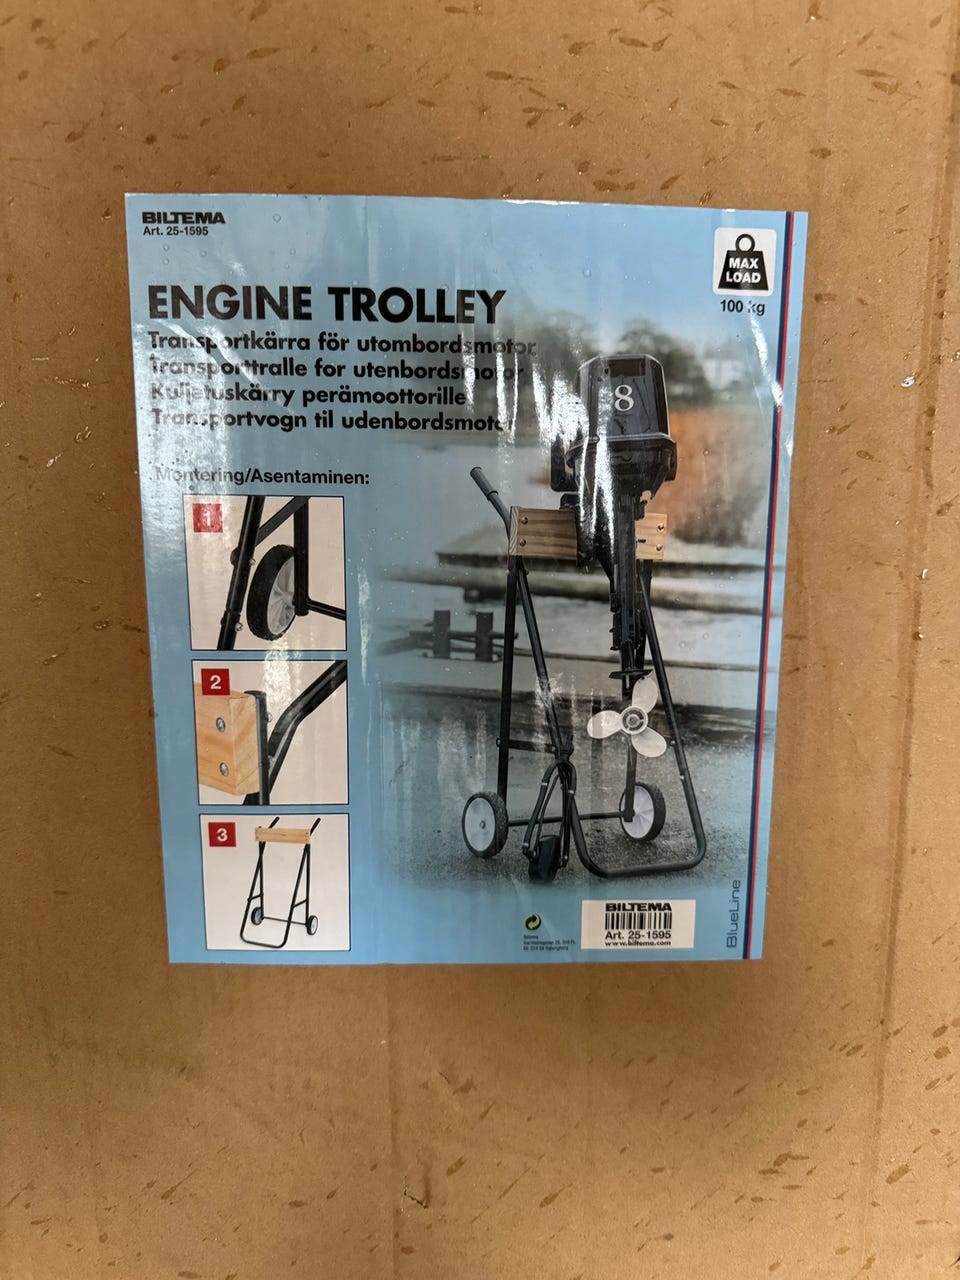 BILTEMA
Art. 25-1595
MAX
LOAD
100 kg
ENGINE TROLLEY
Transportkärra för utombordsmotor
Transporttralle for utenbordsmotor
Kuljetuskärry perämoottorille
Transportvogn til udenbordsmotor
Montering/Asentaminen:
1
2
3
8
BILTEMA
Art. 25-1595
www.biltema.com
Biltema
BlueLine